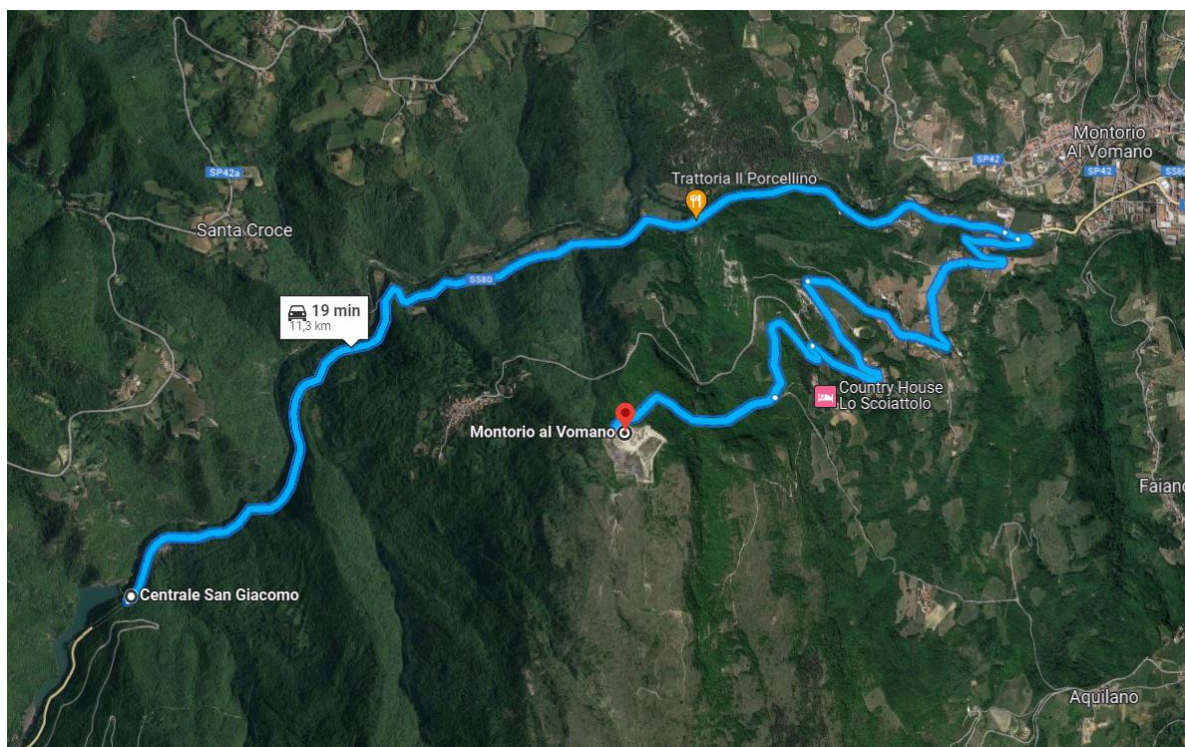 Montorio
Al Vomano
SP42
SP42
SS80
Trattoria Il Porcellino
SP42a
Santa Croce
SS80
19 min
11,3 km
Country House
Lo Scoiattolo
Montorio al Vomano
Faiano
Centrale San Giacomo
Aquilano